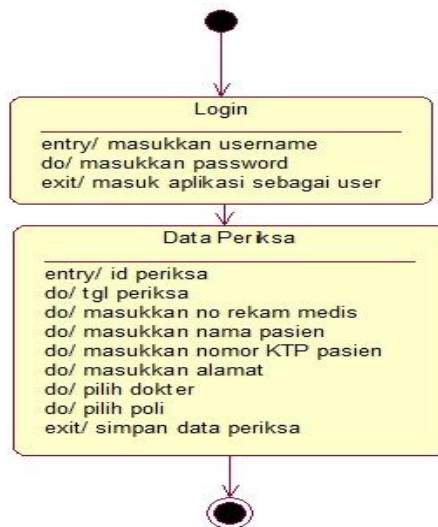 Login
entry/ masukkan username
do/ masukkan password
exit/ masuk aplikasi sebagai user
Data Periksa
entry/ id periksa
do/ tgl periksa
do/ masukkan no rekam medis
do/ masukkan nama pasien
do/ masukkan nomor KTP pasien
do/ masukkan alamat
do/ pilih dokter
do/ pilih poli
exit/ simpan data periksa